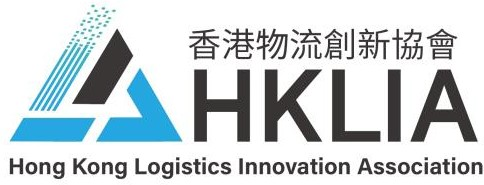 香港物流創新協會
HKLIA
Hong Kong Logistics Innovation Association